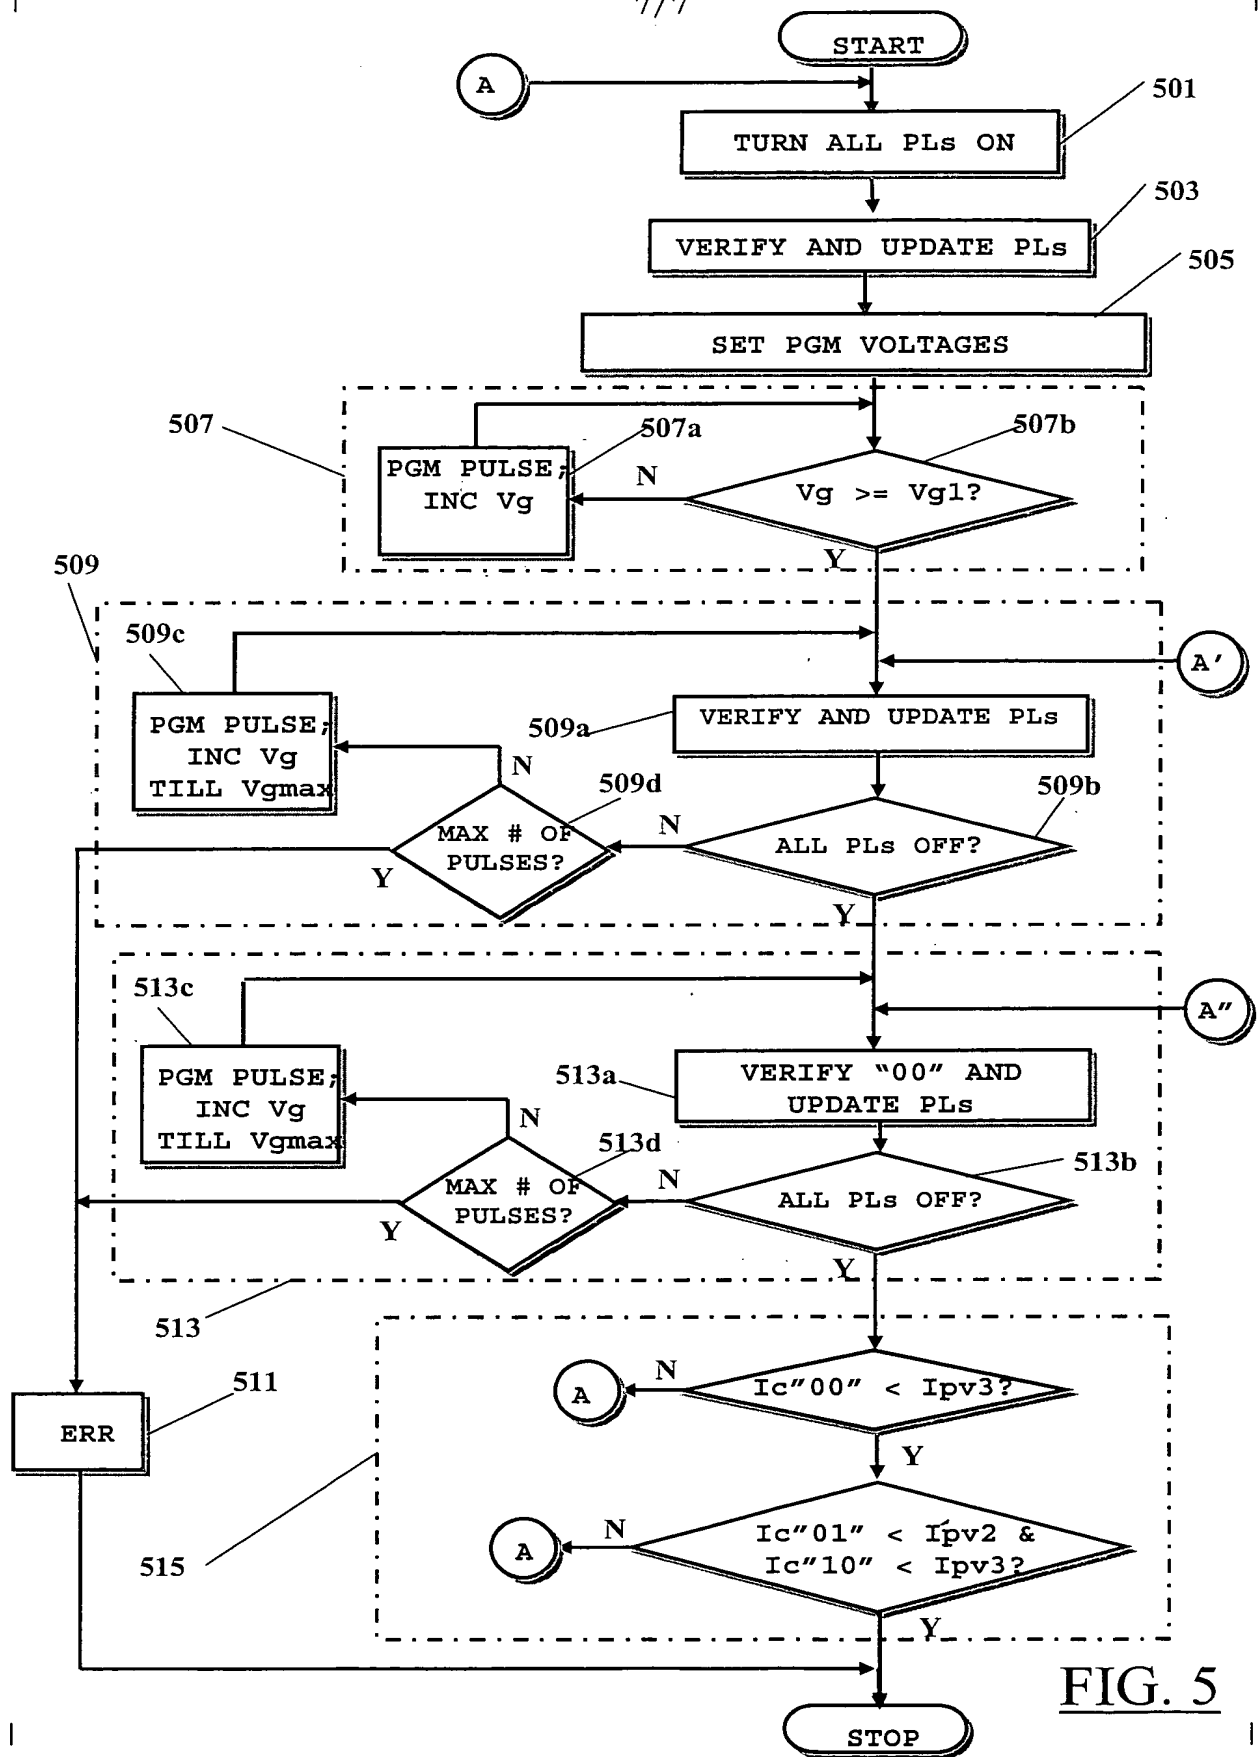 7/7
START
A
501
TURN ALL PLs ON
503
VERIFY AND UPDATE PLs
505
SET PGM VOLTAGES
507
507a
507b
PGM PULSE;
INC Vg
N
Vg >= Vg1?
Y
509
509c
A′
PGM PULSE;
INC Vg
TILL Vgmax
509a
VERIFY AND UPDATE PLs
N
509d
509b
MAX # OF
PULSES?
N
ALL PLs OFF?
Y
Y
513c
A″
PGM PULSE;
INC Vg
TILL Vgmax
513a
VERIFY “00” AND
UPDATE PLs
N
513d
513b
MAX # OF
PULSES?
N
ALL PLs OFF?
Y
Y
513
511
A
N
Ic″00″ < Ipv3?
ERR
Y
515
A
N
Ic″01″ < Ipv2 &
Ic″10″ < Ipv3?
Y
FIG. 5
STOP